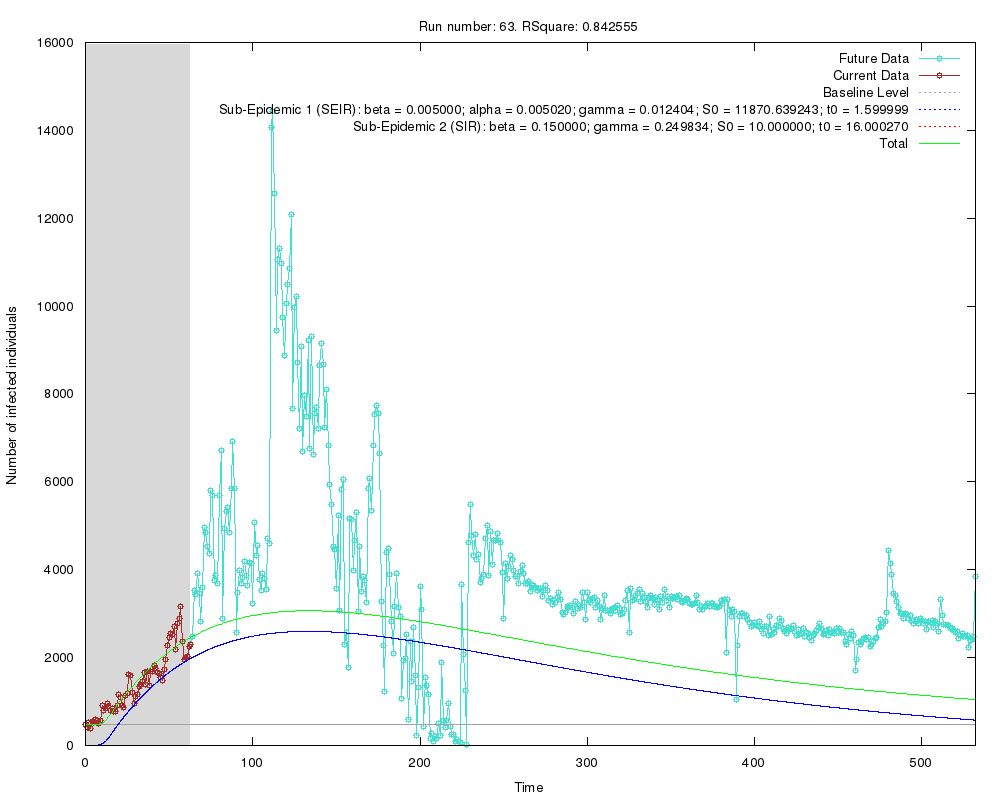 Run number: 63. RSquare: 0.842555
16000
14000
12000
10000
8000
6000
4000
2000
0
Number of infected individuals
Future Data
Current Data
Baseline Level
Sub-Epidemic 1 (SEIR): beta = 0.005000; alpha = 0.005020; gamma = 0.012404; S0 = 11870.639243; t0 = 1.599999
Sub-Epidemic 2 (SIR): beta = 0.150000; gamma = 0.249834; S0 = 10.000000; t0 = 16.000270
Total
0 100 200 300 400 500
Time